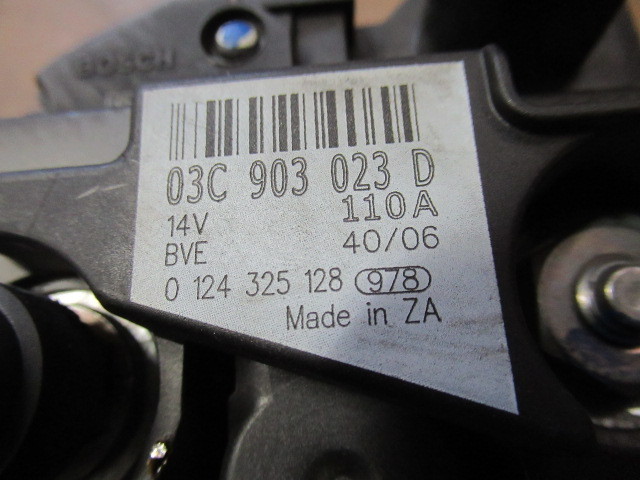 BOSCH
03C 903 023 D
14V 110A
BVE 40/06
0 124 325 128 978
Made in ZA